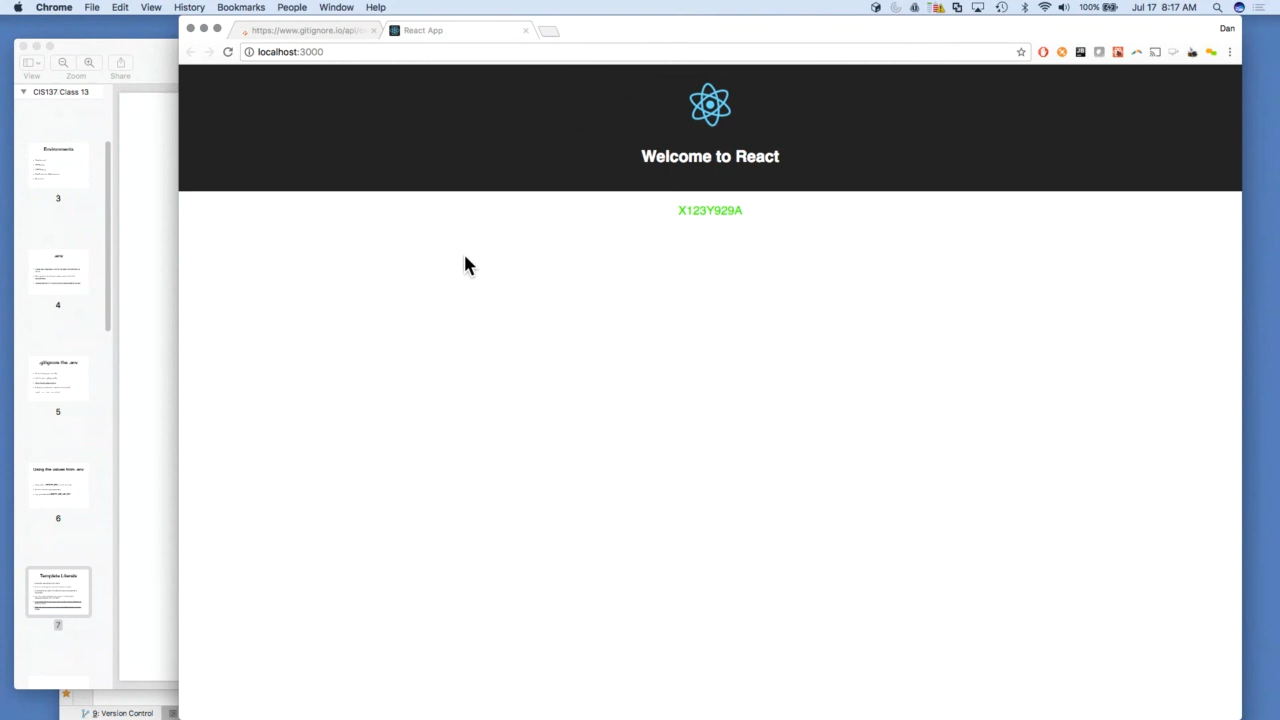 Chrome File Edit View History Bookmarks People Window Help 100% Jul 17 8:17 AM
https://www.gitignore.io/api/
React App
Dan
localhost:3000
View Zoom Share
CIS137 Class 13
Environments
3
.env
4
.gitignore the .env
5
Using the values from .env
6
Template Literals
7
Welcome to React
X123Y929A
9: Version Control